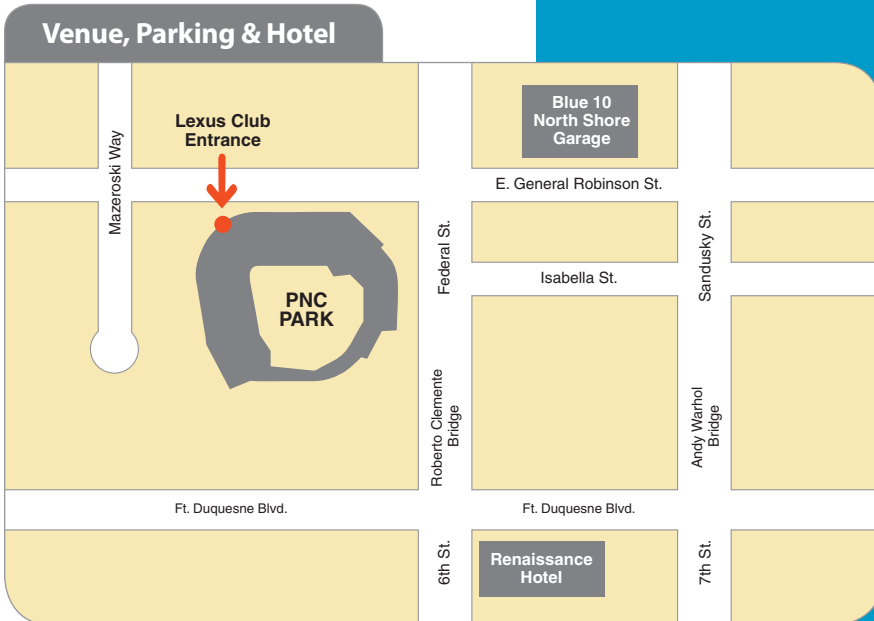 Venue, Parking & Hotel
Blue 10
North Shore
Garage
Lexus Club
Entrance
Mazeroski Way
E. General Robinson St.
Federal St.
Sandusky St.
Isabella St.
PNC
PARK
Roberto Clemente
Bridge
Andy Warhol
Bridge
Ft. Duquesne Blvd.
Ft. Duquesne Blvd.
6th St.
Renaissance
Hotel
7th St.